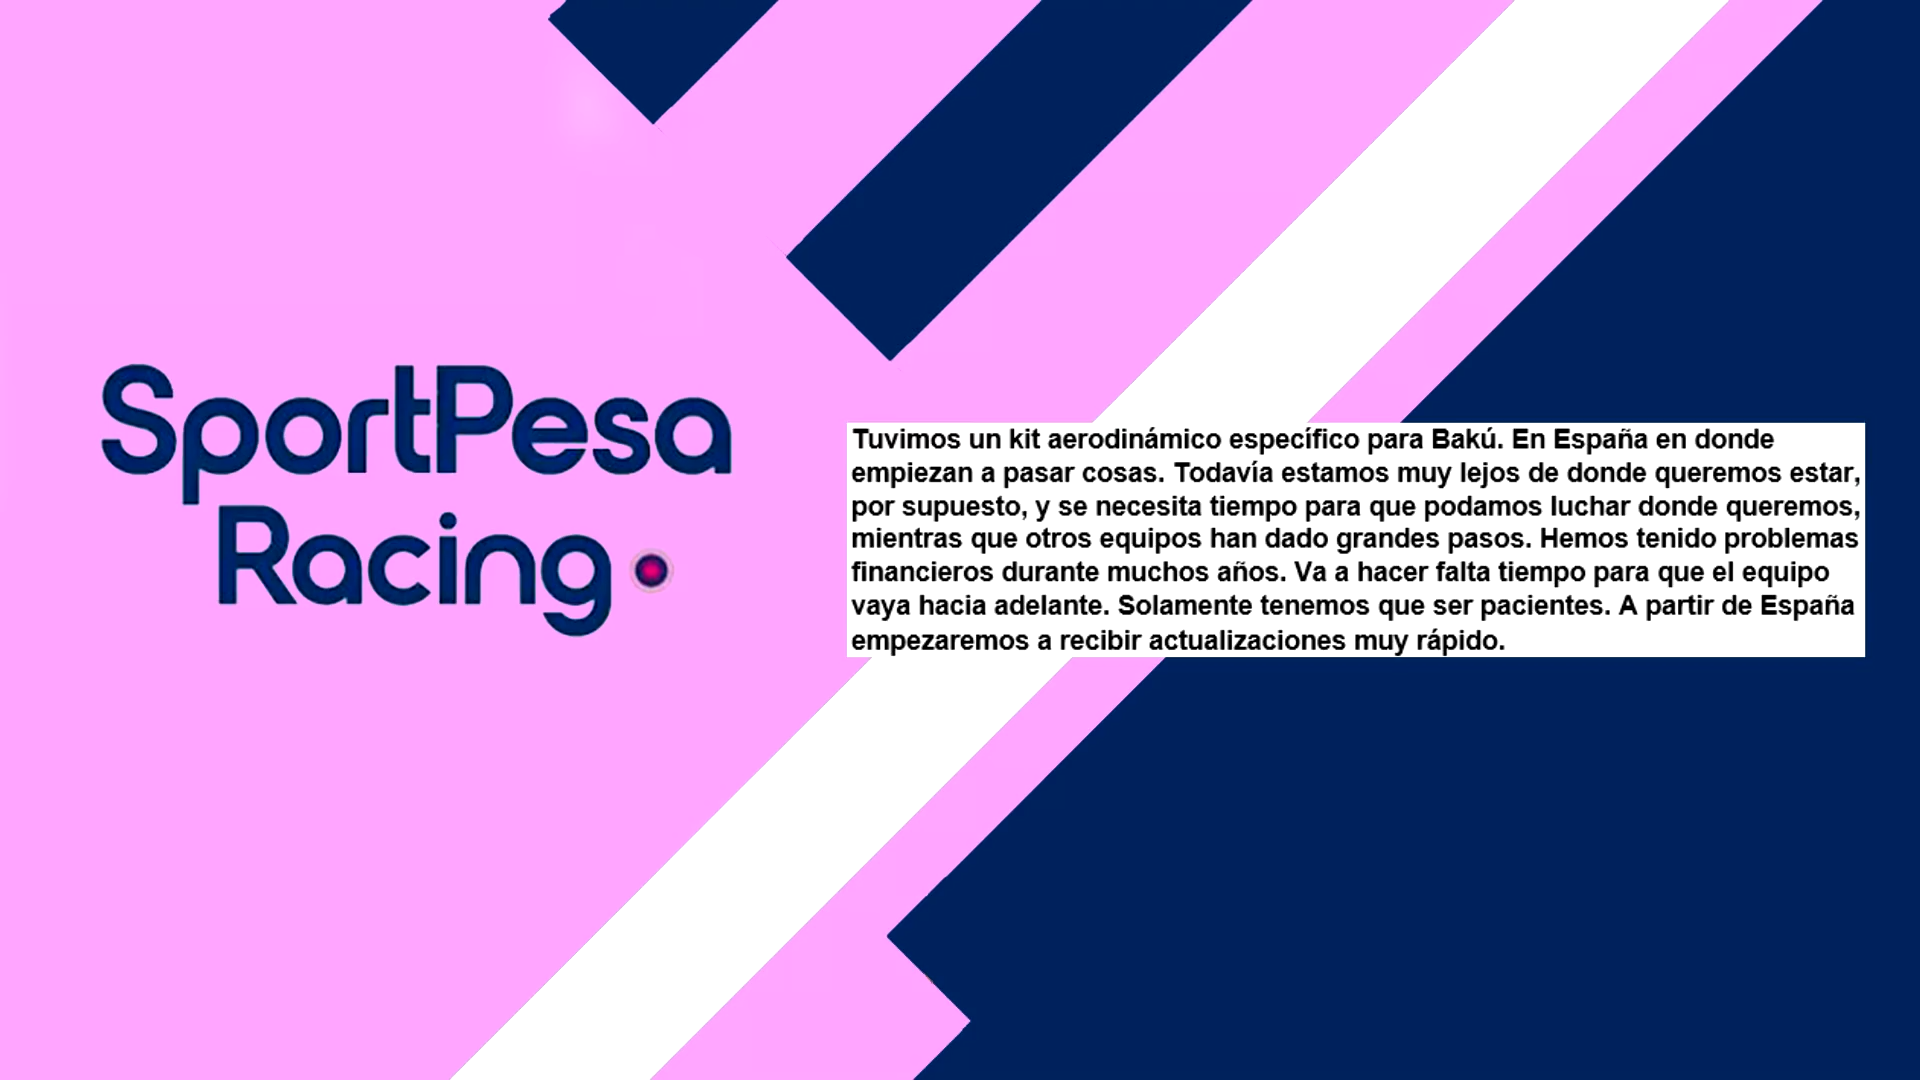 SportPesa
Racing
Tuvimos un kit aerodinámico específico para Bakú. En España en donde
empiezan a pasar cosas. Todavía estamos muy lejos de donde queremos estar,
por supuesto, y se necesita tiempo para que podamos luchar donde queremos,
mientras que otros equipos han dado grandes pasos. Hemos tenido problemas
financieros durante muchos años. Va a hacer falta tiempo para que el equipo
vaya hacia adelante. Solamente tenemos que ser pacientes. A partir de España
empezaremos a recibir actualizaciones muy rápido.